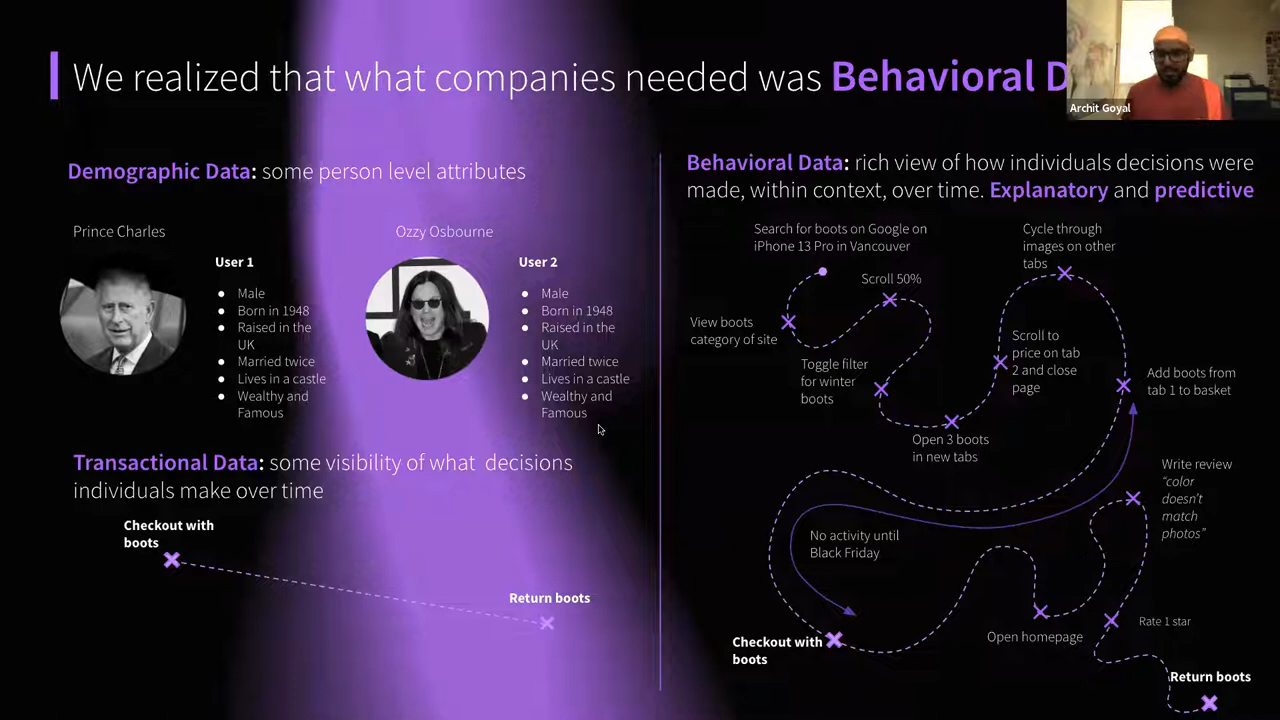 We realized that what companies needed was Behavioral D
Archit Goyal
Demographic Data: some person level attributes
Prince Charles
User 1
● Male
● Born in 1948
● Raised in the
UK
● Married twice
● Lives in a castle
● Wealthy and
Famous
Ozzy Osbourne
User 2
● Male
● Born in 1948
● Raised in the
UK
● Married twice
● Lives in a castle
● Wealthy and
Famous
Transactional Data: some visibility of what decisions
individuals make over time
Checkout with
boots
Return boots
Behavioral Data: rich view of how individuals decisions were
made, within context, over time. Explanatory and predictive
Search for boots on Google on
iPhone 13 Pro in Vancouver
View boots
category of site
Scroll 50%
Toggle filter
for winter
boots
Open 3 boots
in new tabs
Scroll to
price on tab
2 and close
page
Cycle through
images on other
tabs
Add boots from
tab 1 to basket
No activity until
Black Friday
Checkout with
boots
Open homepage
Write review
“color
doesn’t
match
photos”
Rate 1 star
Return boots